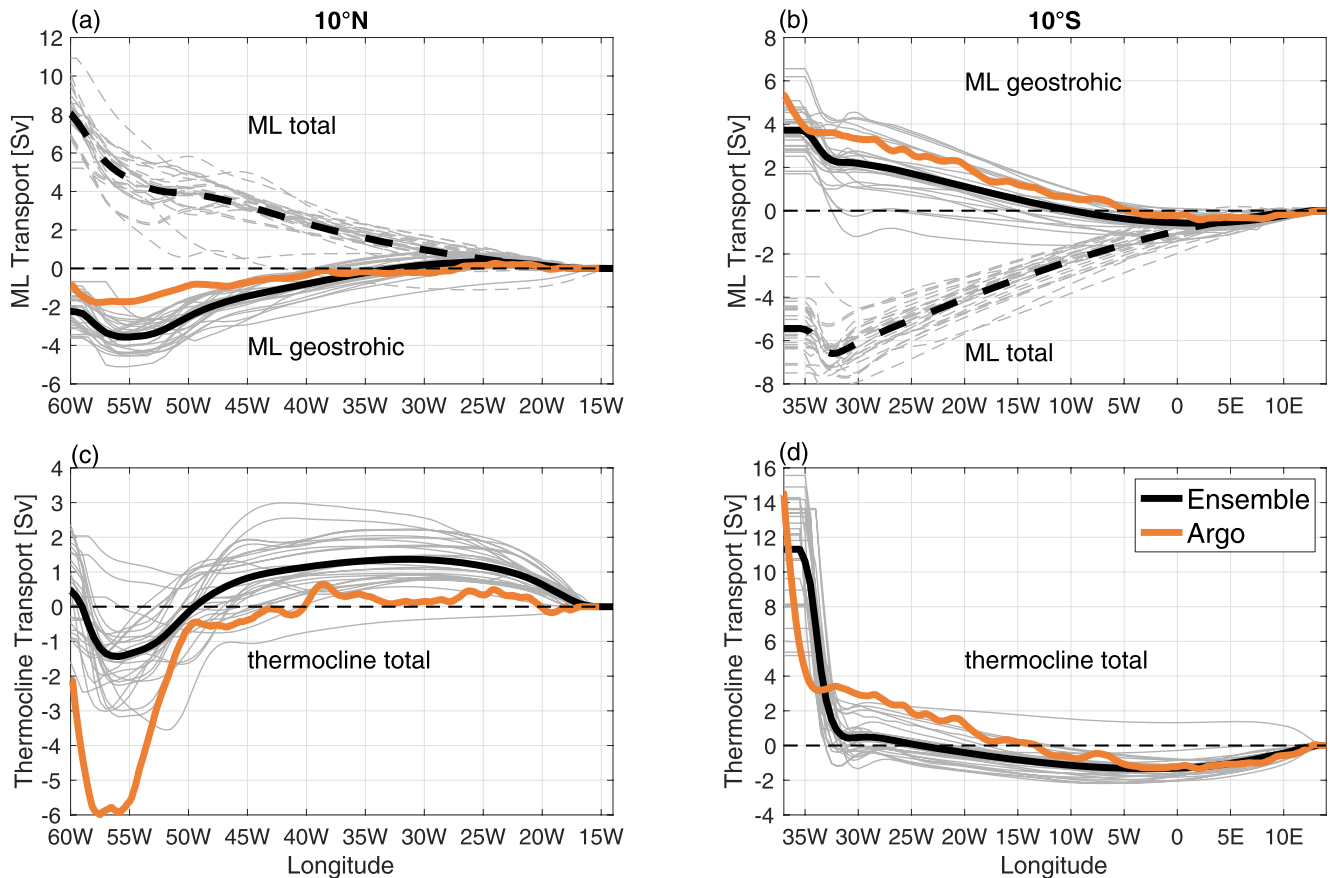 (a) 10°N
ML Transport [Sv]
12
10
8
6
4
2
0
-2
-4
-6
ML total
ML geostrohic
60W 55W 50W 45W 40W 35W 30W 25W 20W 15W
(b) 10°S
ML Transport [Sv]
8
6
4
2
0
-2
-4
-6
-8
ML geostrohic
ML total
35W 30W 25W 20W 15W 10W 5W 0 5E 10E
(c)
Thermocline Transport [Sv]
4
3
2
1
0
-1
-2
-3
-4
-5
-6
thermocline total
60W 55W 50W 45W 40W 35W 30W 25W 20W 15W
Longitude
(d)
Thermocline Transport [Sv]
16
14
12
10
8
6
4
2
0
-2
-4
Ensemble
Argo
thermocline total
35W 30W 25W 20W 15W 10W 5W 0 5E 10E
Longitude